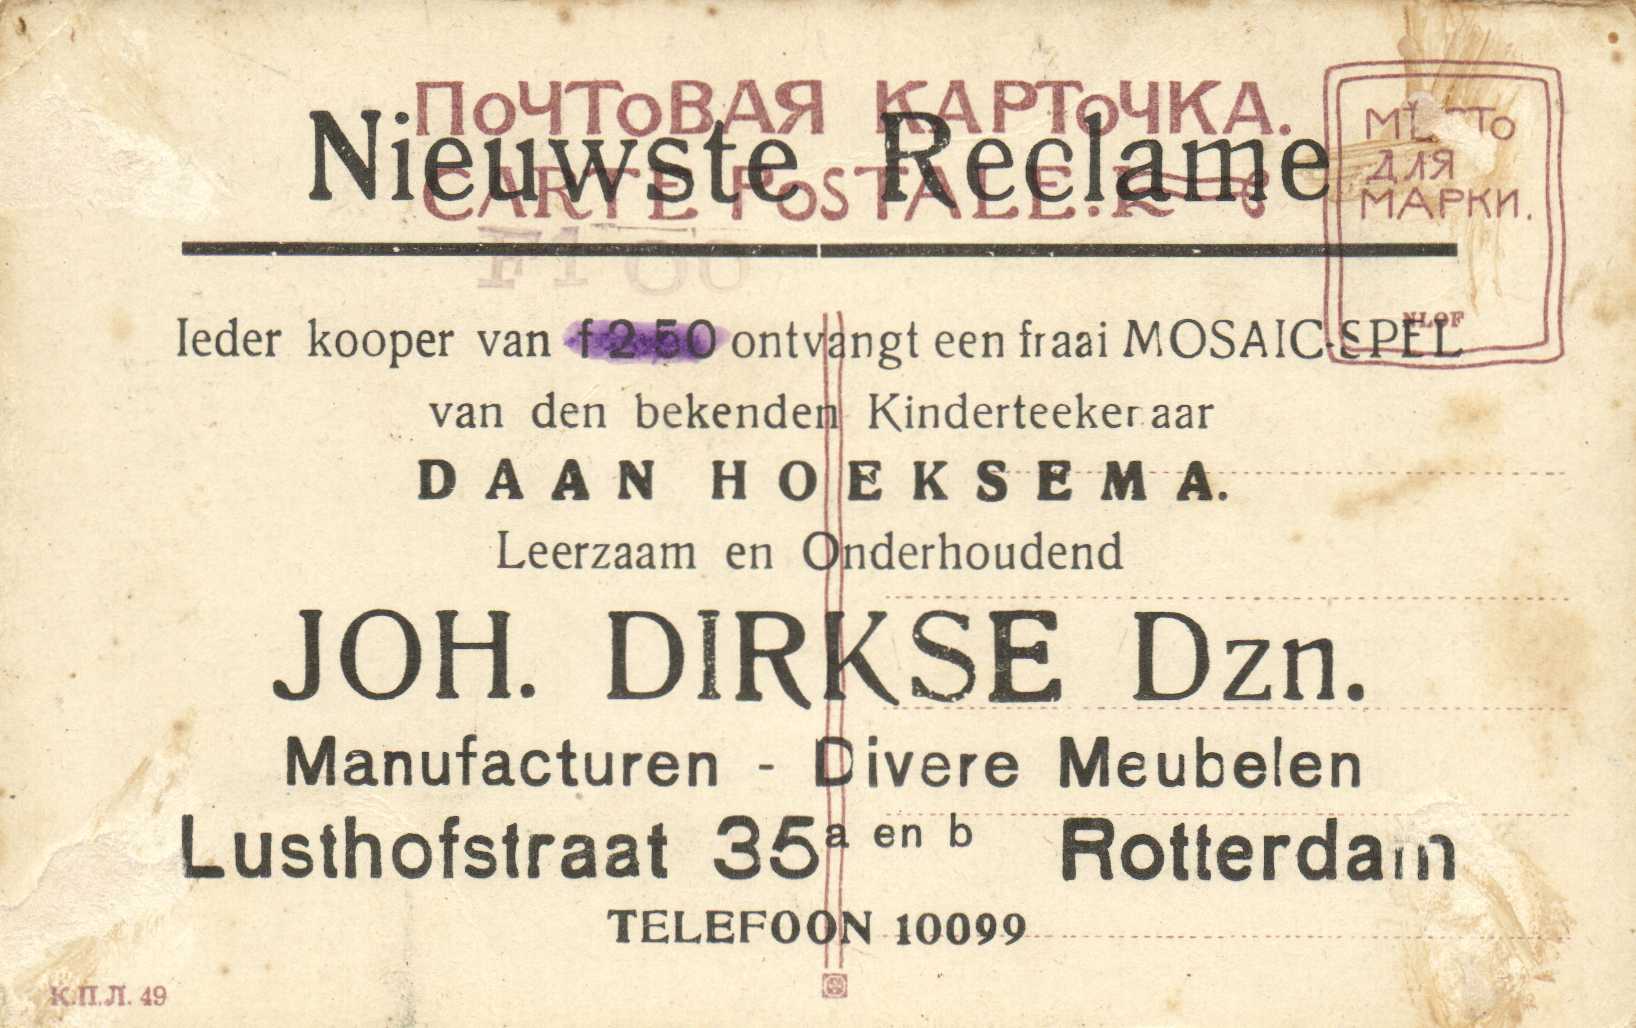 ПОЧТОВАЯ КАРТОЧКА.
Nieuwste Reclame
CARTE POSTALE.
МѢСТО
ДЛЯ
МАРКИ.
Ieder kooper van f 2.50 ontvangt een fraai MOSAIC-SPEL
van den bekenden Kinderteekenaar
DAAN HOEKSEMA.
Leerzaam en Onderhoudend
JOH. DIRKSE Dzn.
Manufacturen - Divere Meubelen
Lusthofstraat 35a en b Rotterdam
TELEFOON 10099
К.П.Л. 49